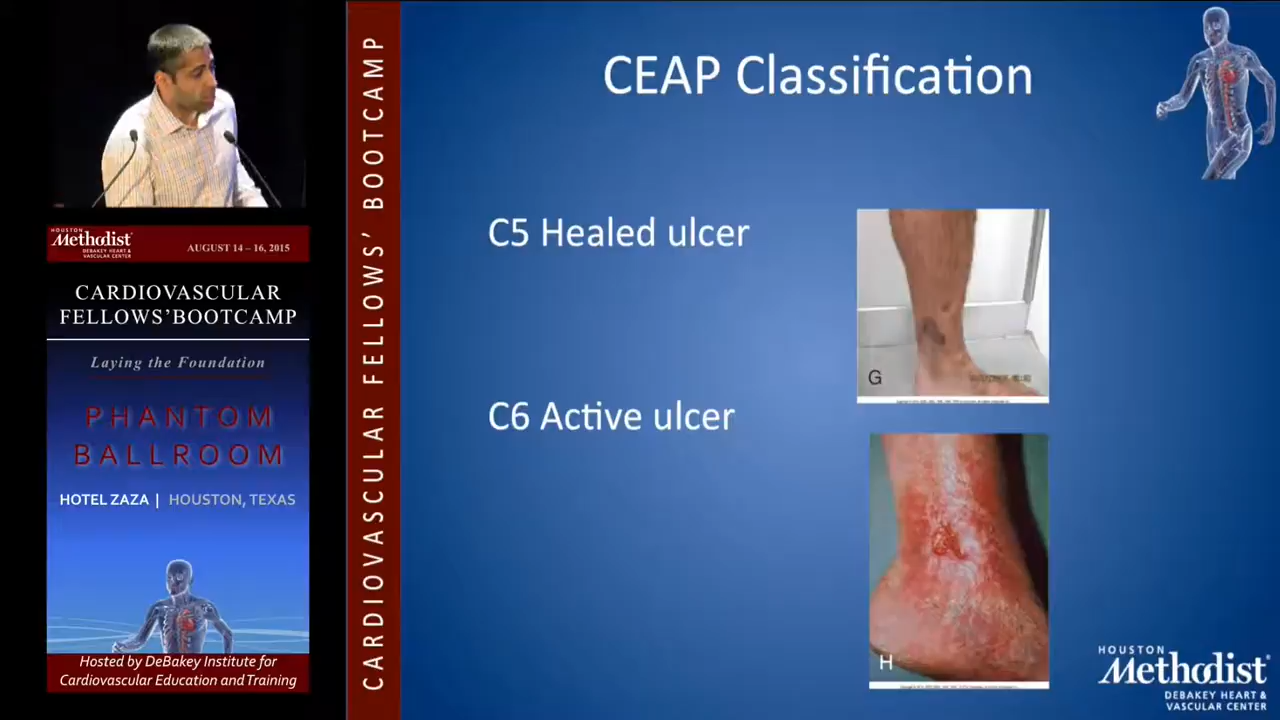 HOUSTON
Methodist
DEBAKEY HEART &
VASCULAR CENTER
AUGUST 14 – 16, 2015
CARDIOVASCULAR
FELLOWS’BOOTCAMP
Laying the Foundation
PHANTOM
BALLROOM
HOTEL ZAZA | HOUSTON, TEXAS
Hosted by DeBakey Institute for
Cardiovascular Education and Training
CARDIOVASCULAR FELLOWS’ BOOTCAMP
CEAP Classification
C5 Healed ulcer
G
C6 Active ulcer
H
HOUSTON
Methodist
DEBAKEY HEART &
VASCULAR CENTER